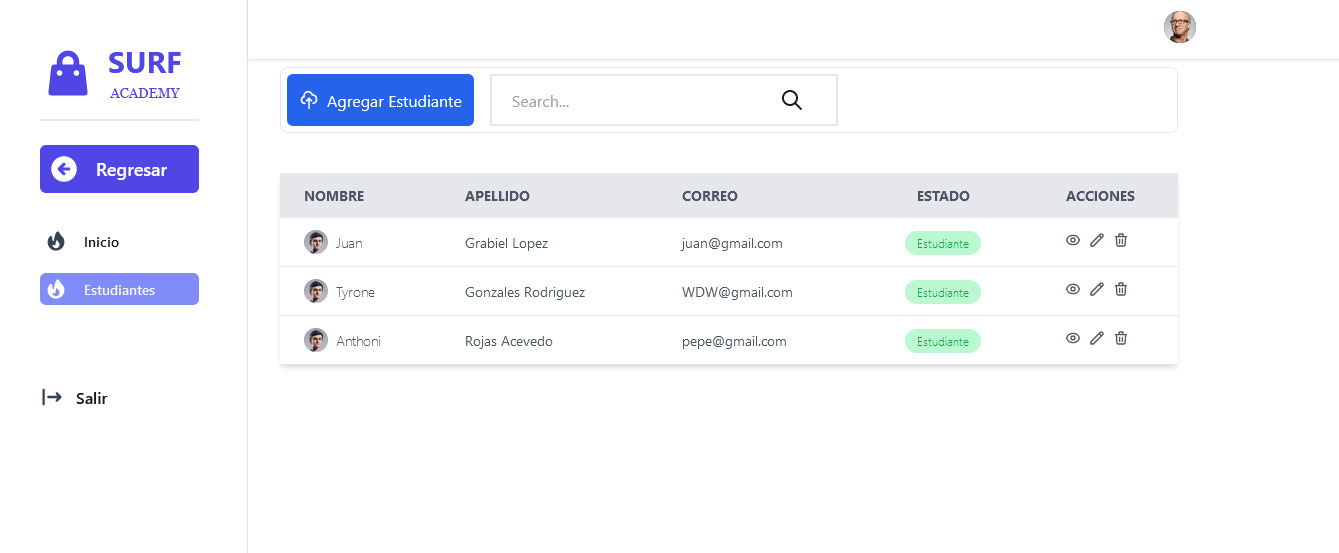 SURF
ACADEMY
Regresar
Inicio
Estudiantes
Salir
Agregar Estudiante
Search...
NOMBRE APELLIDO CORREO ESTADO ACCIONES
Juan Grabiel Lopez juan@gmail.com Estudiante
Tyrone Gonzales Rodriguez WDW@gmail.com Estudiante
Anthoni Rojas Acevedo pepe@gmail.com Estudiante